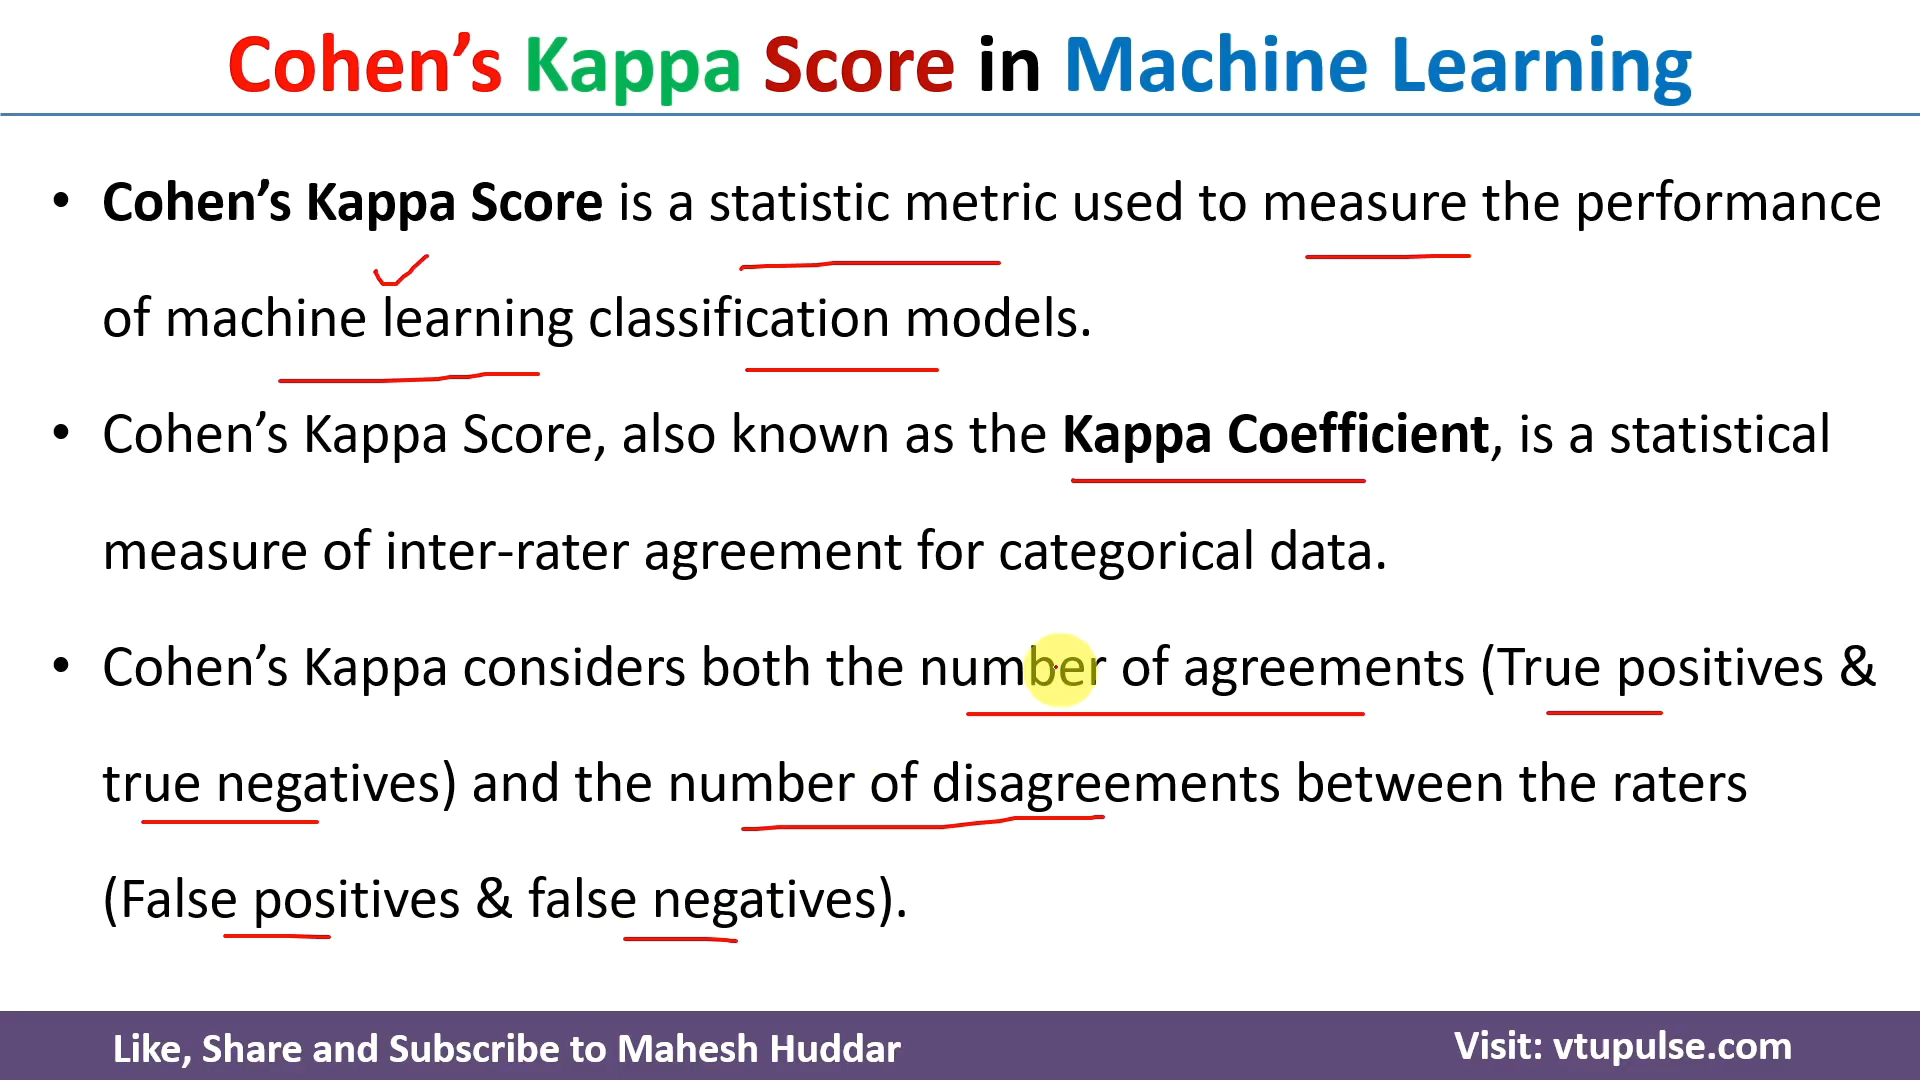 Cohen’s Kappa Score in Machine Learning
• Cohen’s Kappa Score is a statistic metric used to measure the performance
of machine learning classification models.
• Cohen’s Kappa Score, also known as the Kappa Coefficient, is a statistical
measure of inter-rater agreement for categorical data.
• Cohen’s Kappa considers both the number of agreements (True positives &
true negatives) and the number of disagreements between the raters
(False positives & false negatives).
Like, Share and Subscribe to Mahesh Huddar
Visit: vtupulse.com